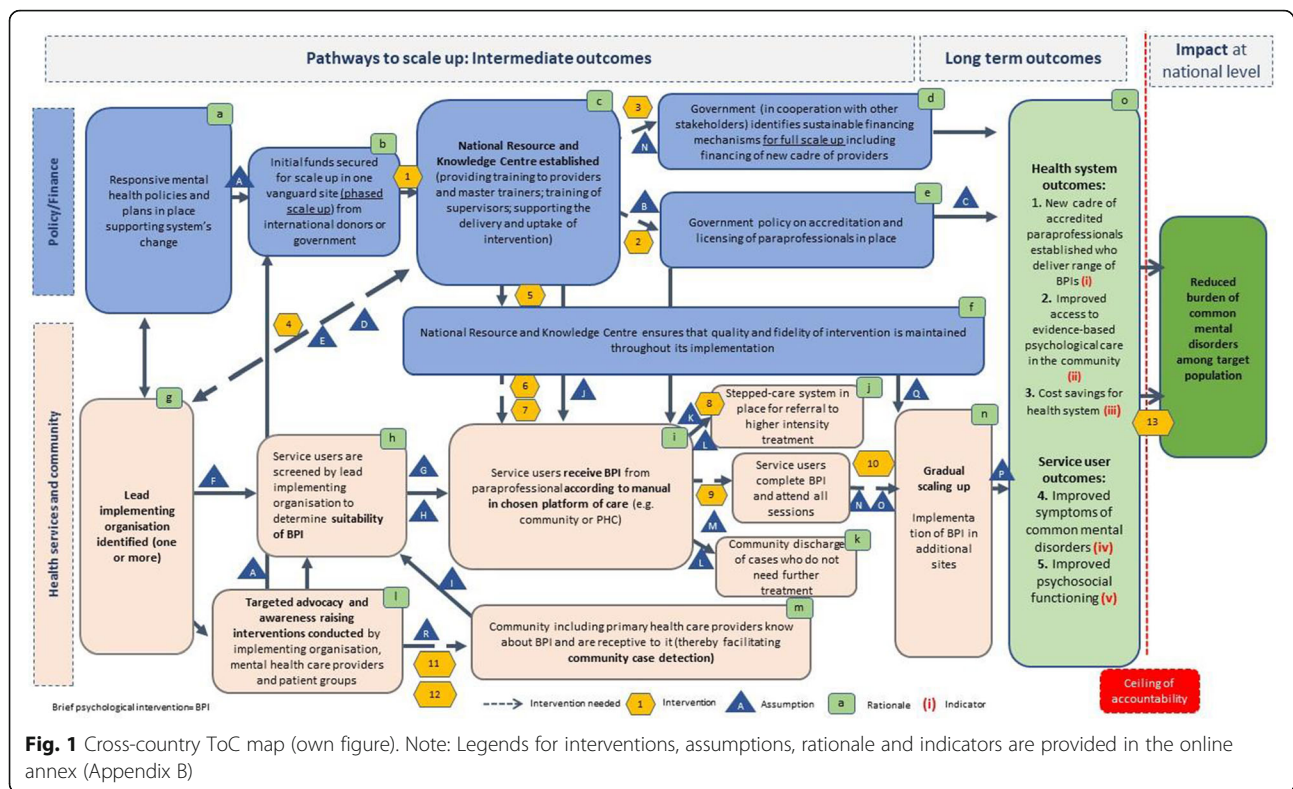 Pathways to scale up: Intermediate outcomes
Long term outcomes
Impact at
national level
Policy/Finance
Health services and community
a
Responsive mental
health policies and
plans in place
supporting system's
change
A
b
Initial funds secured
for scale up in one
vanguard site (phased
scale up) from
international donors or
government
1
c
National Resource and
Knowledge Centre established
(providing training to providers
and master trainers; training of
supervisors; supporting the
delivery and uptake of
intervention)
3
N
d
Government (in cooperation with other
stakeholders) identifies sustainable financing
mechanisms for full scale up including
financing of new cadre of providers
B
2
e
Government policy on accreditation and
licensing of paraprofessionals in place
C
4
E
D
5
f
National Resource and Knowledge Centre ensures that quality and fidelity of intervention is maintained
throughout its implementation
6
7
J
Q
g
Lead
implementing
organisation
identified (one
or more)
F
h
Service users are
screened by lead
implementing
organisation to
determine suitability
of BPI
G
H
i
Service users receive BPI from
paraprofessional according to manual
in chosen platform of care (e.g.
community or PHC)
K
8
L
j
Stepped-care system in
place for referral to
higher intensity
treatment
9
Service users
complete BPI
and attend all
sessions
10
N
O
M
L
k
Community discharge
of cases who do not
need further
treatment
n
Gradual
scaling up
Implementa
tion of BPI in
additional
sites
P
A
l
Targeted advocacy and
awareness raising
interventions conducted by
implementing organisation,
mental health care providers
and patient groups
I
R
11
12
m
Community including primary health care providers know
about BPI and are receptive to it (thereby facilitating
community case detection)
o
Health system
outcomes:
1. New cadre of
accredited
paraprofessionals
established who
deliver range of
BPIs (i)
2. Improved
access to
evidence-based
psychological care
in the community
(ii)
3. Cost savings for
health system (iii)
Service user
outcomes:
4. Improved
symptoms of
common mental
disorders (iv)
5. Improved
psychosocial
functioning (v)
13
Reduced
burden of
common
mental
disorders
among target
population
Ceiling of
accountability
Brief psychological intervention= BPI
Intervention needed
1
Intervention
A
Assumption
a
Rationale
(i)
Indicator
Fig. 1 Cross-country ToC map (own figure). Note: Legends for interventions, assumptions, rationale and indicators are provided in the online
annex (Appendix B)